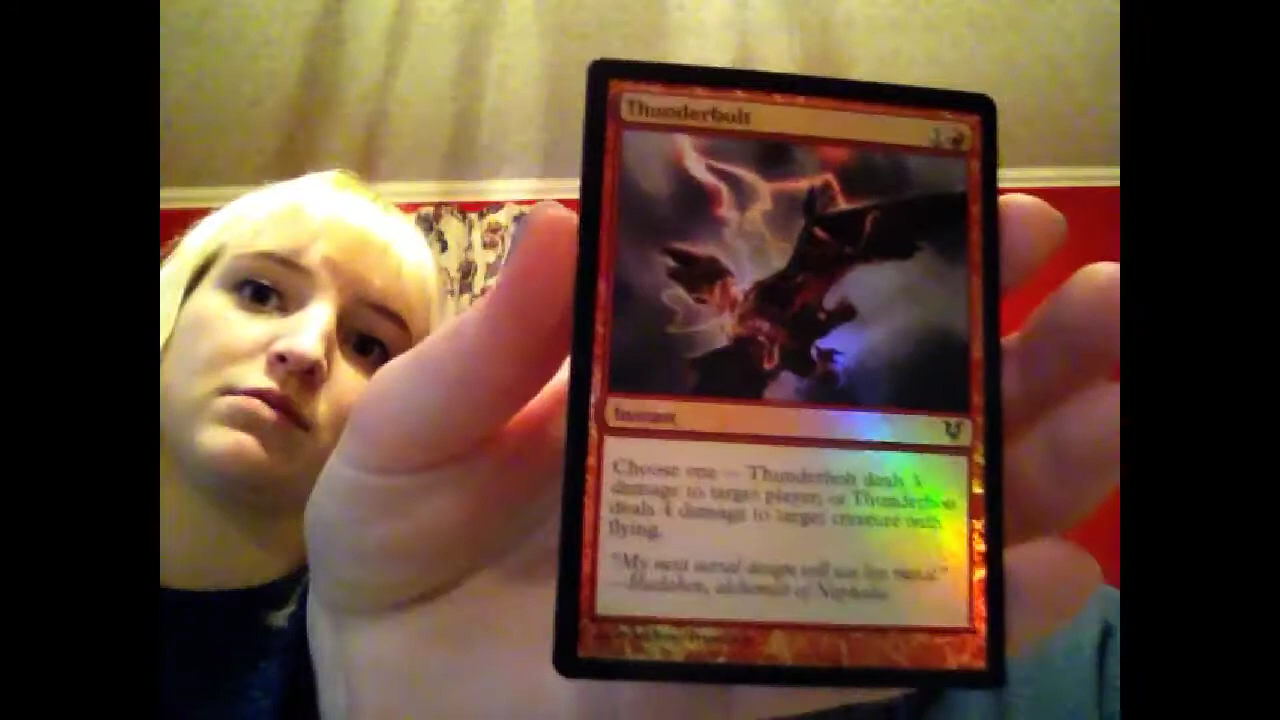 Thunderbolt
1
Instant
Choose one — Thunderbolt deals 3
damage to target player; or Thunderbolt
deals 4 damage to target creature with
flying.
"My next aerial design will use less metal."
alchemist of Nephalia